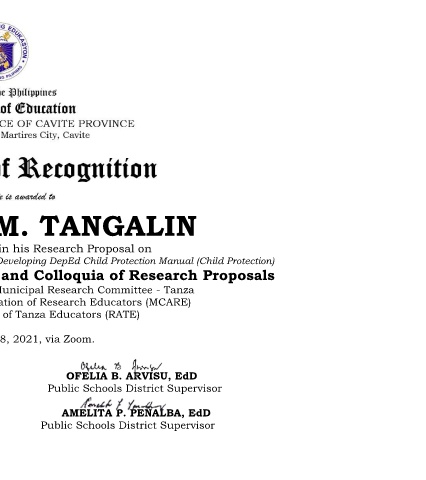 EDUKASYON
he Philippines
of Education
CE OF CAVITE PROVINCE
Martires City, Cavite
of Recognition
is awarded to
M. TANGALIN
in his Research Proposal on
Developing DepEd Child Protection Manual (Child Protection)
and Colloquia of Research Proposals
Municipal Research Committee - Tanza
ation of Research Educators (MCARE)
of Tanza Educators (RATE)
8, 2021, via Zoom.
OFELIA B. ARVISU, EdD
Public Schools District Supervisor
AMELITA P. PEÑALBA, EdD
Public Schools District Supervisor